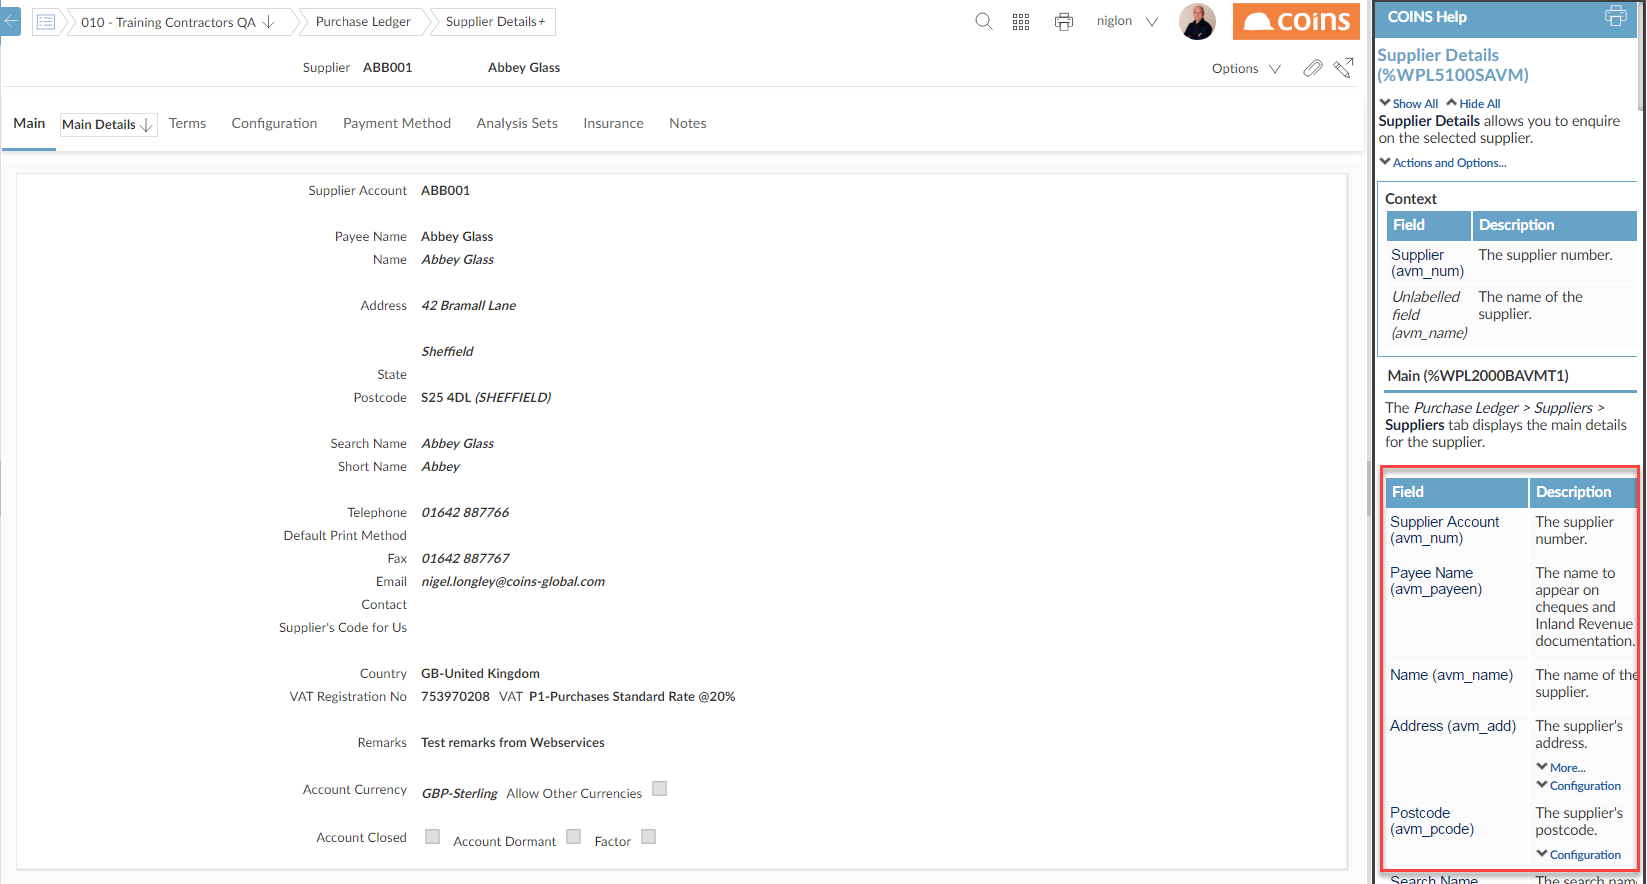 010 - Training Contractors QA
Purchase Ledger
Supplier Details+
niglon
coins
Supplier ABB001 Abbey Glass
Options
Main Main Details Terms Configuration Payment Method Analysis Sets Insurance Notes
Supplier Account ABB001
Payee Name Abbey Glass
Name Abbey Glass
Address 42 Bramall Lane
Sheffield
State
Postcode S25 4DL (SHEFFIELD)
Search Name Abbey Glass
Short Name Abbey
Telephone 01642 887766
Default Print Method
Fax 01642 887767
Email nigel.longley@coins-global.com
Contact
Supplier's Code for Us
Country GB-United Kingdom
VAT Registration No 753970208 VAT P1-Purchases Standard Rate @20%
Remarks Test remarks from Webservices
Account Currency GBP-Sterling Allow Other Currencies
Account Closed Account Dormant Factor
COINS Help
Supplier Details
(%WPL5100SAVM)
Show All Hide All
Supplier Details allows you to enquire
on the selected supplier.
Actions and Options...
Context
Field Description
Supplier The supplier number.
(avm_num)
Unlabelled The name of the
field supplier.
(avm_name)
Main (%WPL2000BAVMT1)
The Purchase Ledger > Suppliers >
Suppliers tab displays the main details
for the supplier.
Field Description
Supplier Account The supplier
(avm_num) number.
Payee Name The name to
(avm_payeen) appear on
cheques and
Inland Revenue
documentation.
Name (avm_name) The name of the
supplier.
Address (avm_add) The supplier's
address.
More...
Configuration
Postcode The supplier's
(avm_pcode) postcode.
Configuration
Search Name The search name